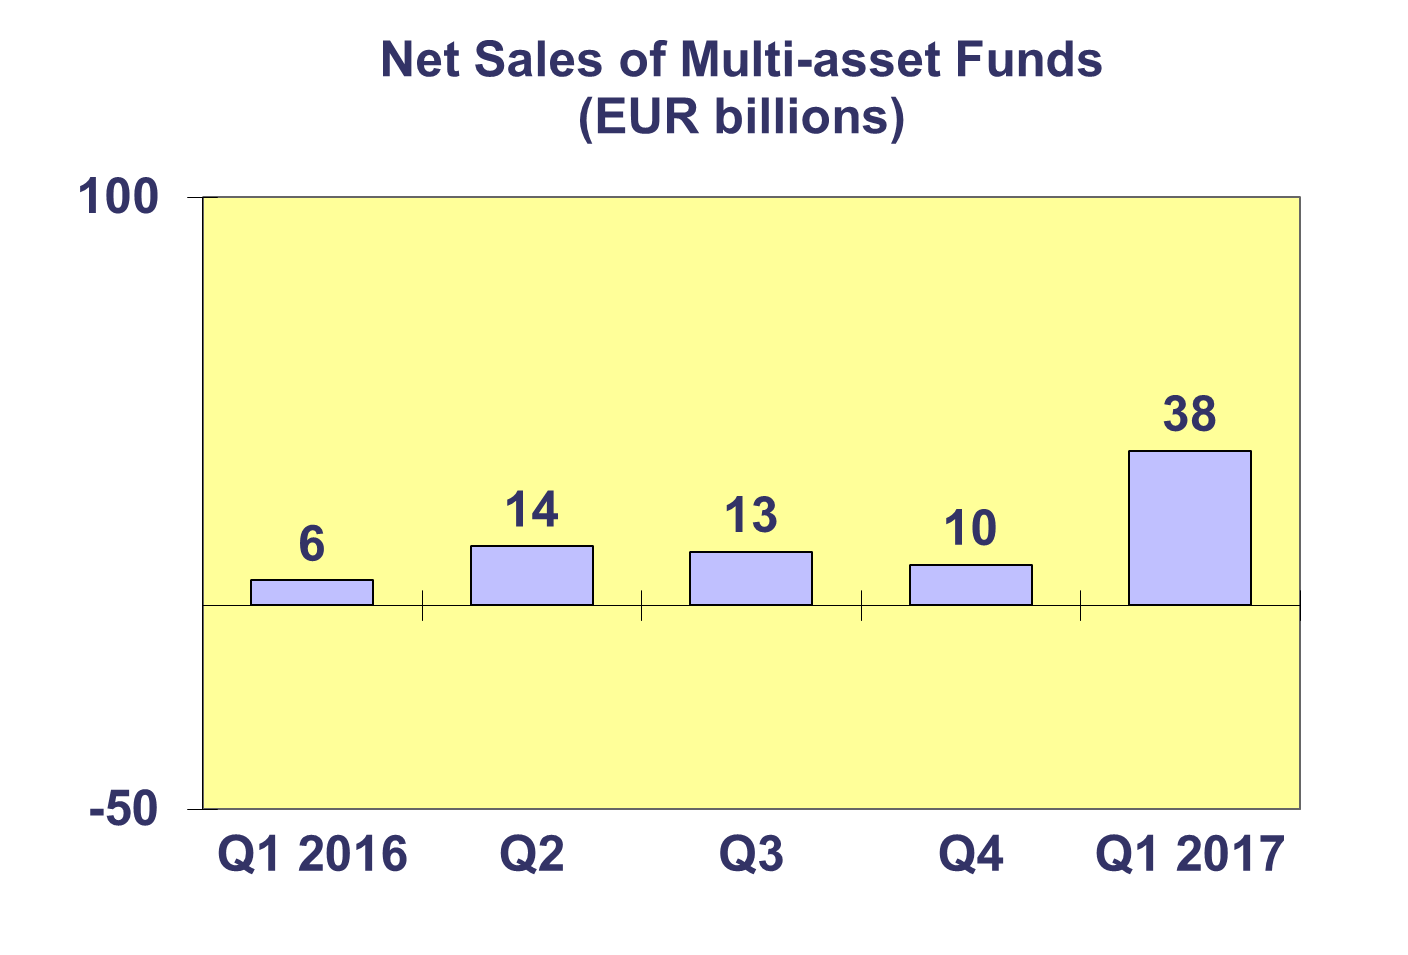 Net Sales of Multi-asset Funds
(EUR billions)
100
38
14
13
10
6
-50
Q1 2016 Q2 Q3 Q4 Q1 2017